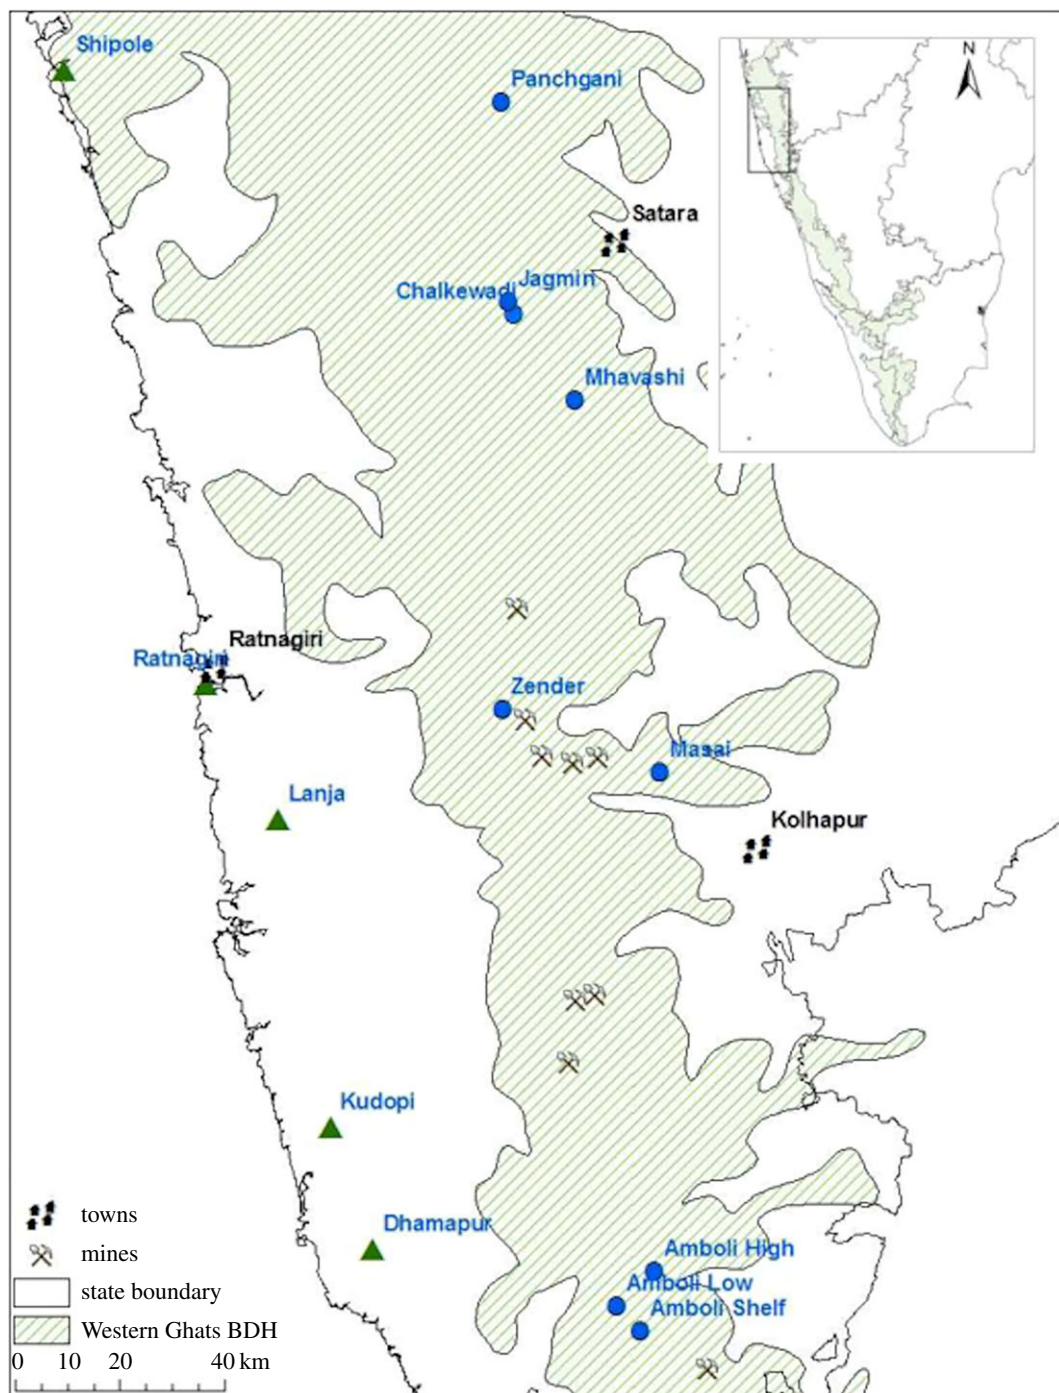 Shipole
Panchgani
N
Satara
Jagmin
Chalkewadi
Mhavashi
Ratnagiri
Ratnagiri
Zender
Masai
Lanja
Kolhapur
Kudopi
towns
Dhamapur
mines
Amboli High
state boundary
Amboli Low
Amboli Shelf
Western Ghats BDH
0 10 20 40 km